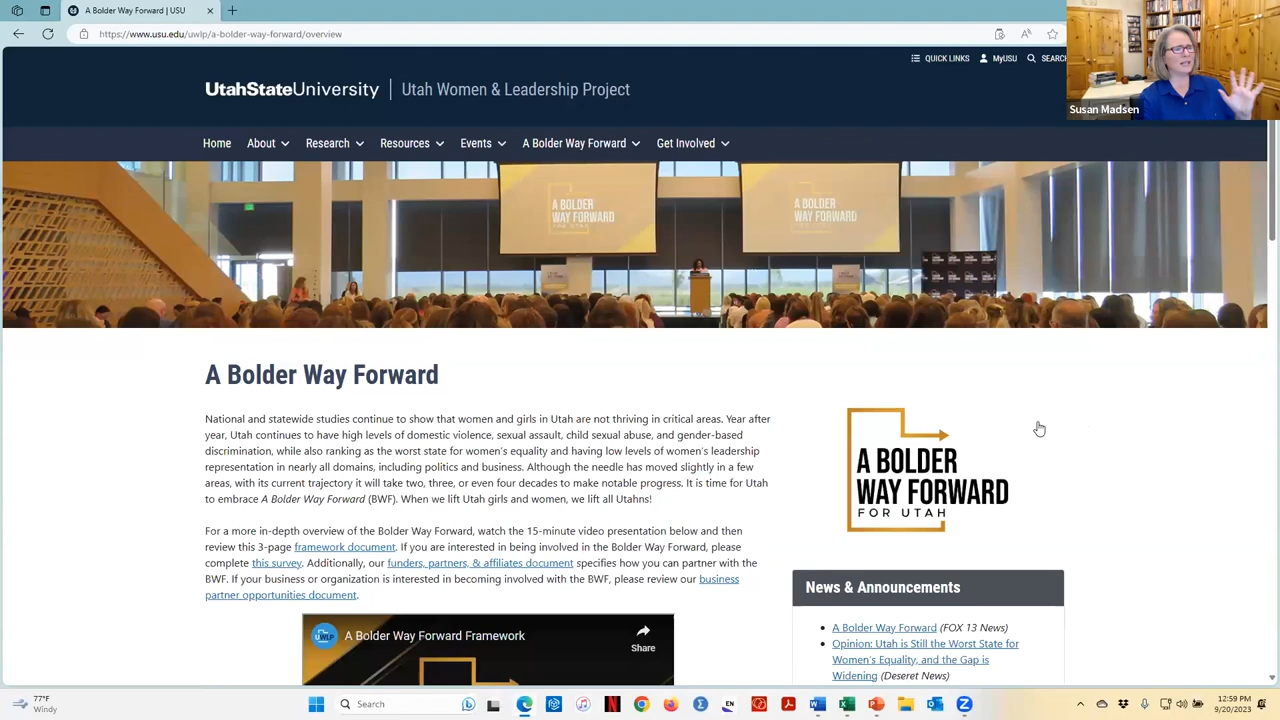 A Bolder Way Forward | USU
https://www.usu.edu/uwlp/a-bolder-way-forward/overview
QUICK LINKS MyUSU SEARCH
Susan Madsen
UtahStateUniversity Utah Women & Leadership Project
Home About Research Resources Events A Bolder Way Forward Get Involved
A BOLDER
WAY FORWARD
FOR UTAH
A BOLDER
WAY FORWARD
FOR UTAH
A Bolder Way Forward
National and statewide studies continue to show that women and girls in Utah are not thriving in critical areas. Year after
year, Utah continues to have high levels of domestic violence, sexual assault, child sexual abuse, and gender-based
discrimination, while also ranking as the worst state for women's equality and having low levels of women's leadership
representation in nearly all domains, including politics and business. Although the needle has moved slightly in a few
areas, with its current trajectory it will take two, three, or even four decades to make notable progress. It is time for Utah
to embrace A Bolder Way Forward (BWF). When we lift Utah girls and women, we lift all Utahns!
For a more in-depth overview of the Bolder Way Forward, watch the 15-minute video presentation below and then
review this 3-page framework document. If you are interested in being involved in the Bolder Way Forward, please
complete this survey. Additionally, our funders, partners, & affiliates document specifies how you can partner with the
BWF. If your business or organization is interested in becoming involved with the BWF, please review our business
partner opportunities document.
UWLP A Bolder Way Forward Framework
Share
A BOLDER
WAY FORWARD
FOR UTAH
News & Announcements
A Bolder Way Forward (FOX 13 News)
Opinion: Utah is Still the Worst State for
Women's Equality, and the Gap is
Widening (Deseret News)
77°F
Windy
Search
EN
12:59 PM
9/20/2023